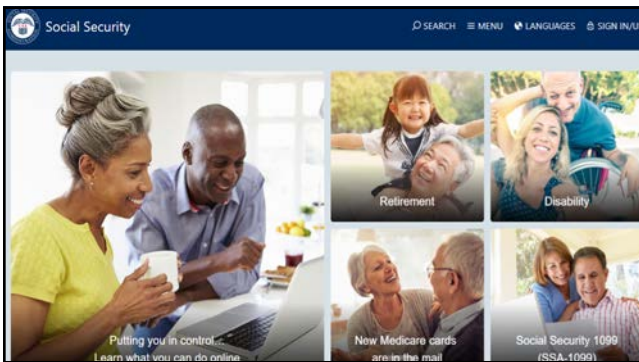 Social Security
SEARCH MENU LANGUAGES SIGN IN/U
Retirement
Disability
Putting you in control...
Learn what you can do online
New Medicare cards
are in the mail
Social Security 1099
(SSA-1099)